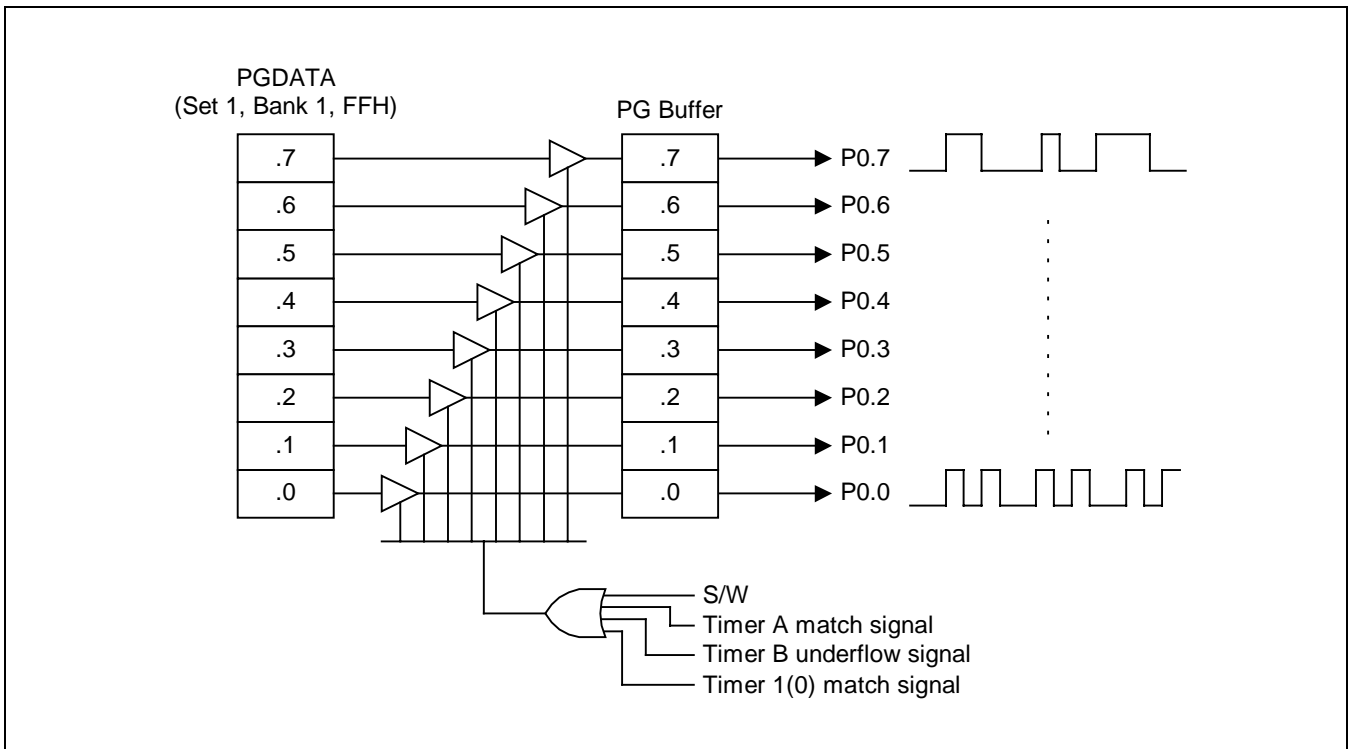 PGDATA
(Set 1, Bank 1, FFH)
PG Buffer
.7 .7 P0.7
.6 .6 P0.6
.5 .5 P0.5
.4 .4 P0.4
.3 .3 P0.3
.2 .2 P0.2
.1 .1 P0.1
.0 .0 P0.0
S/W
Timer A match signal
Timer B underflow signal
Timer 1(0) match signal